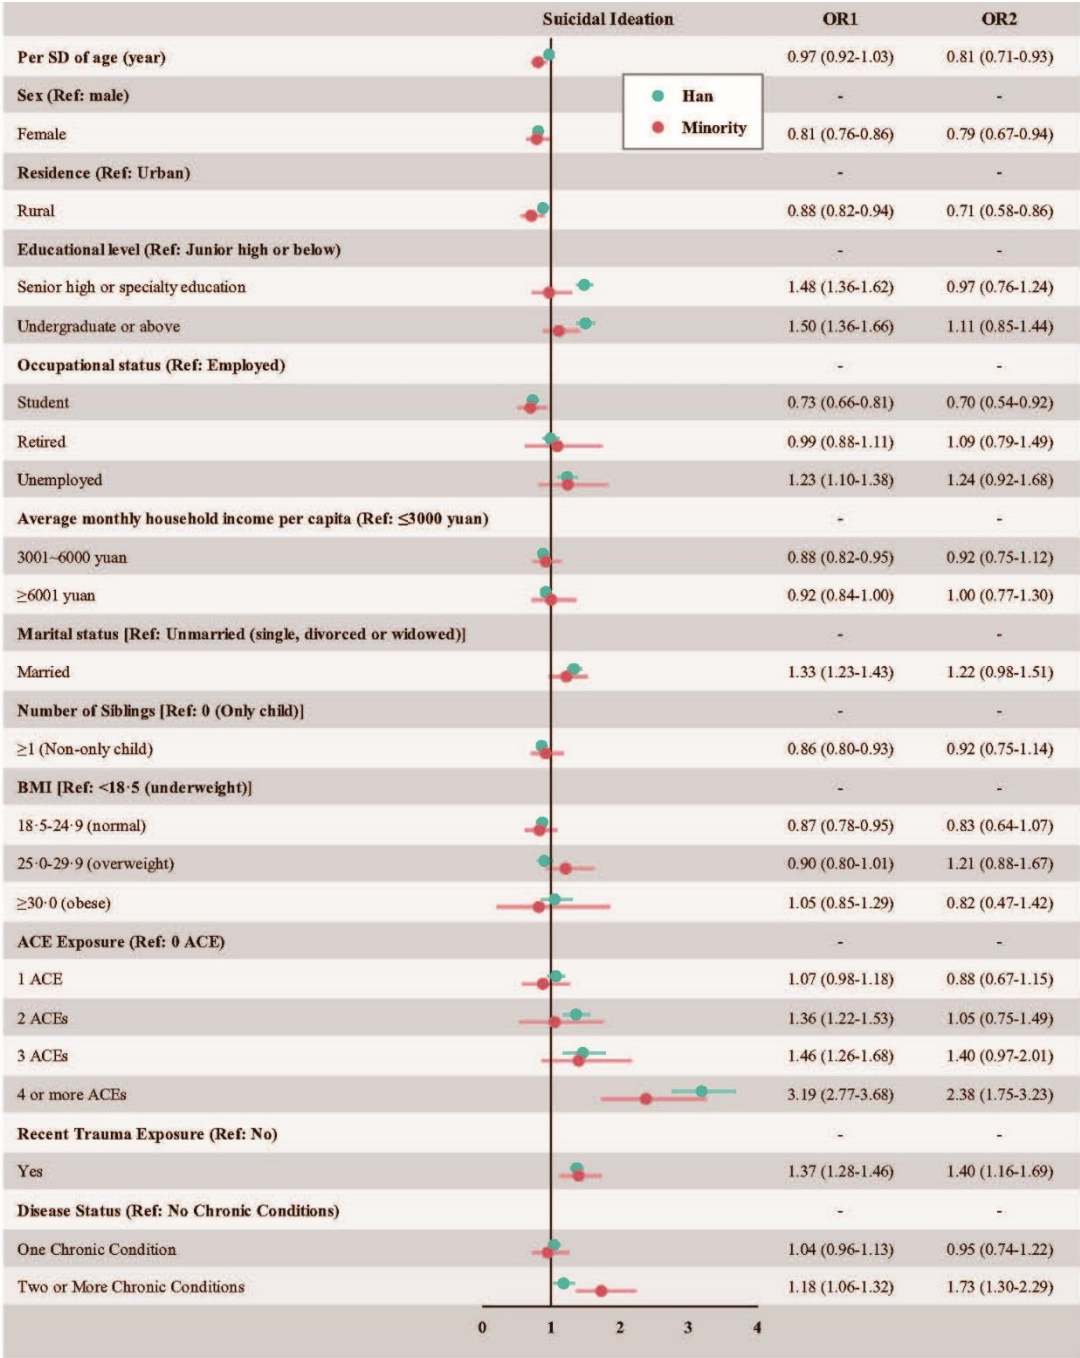 Suicidal Ideation OR1 OR2
Per SD of age (year) 0.97 (0.92-1.03) 0.81 (0.71-0.93)
Sex (Ref: male) - -
Han
Minority
Female 0.81 (0.76-0.86) 0.79 (0.67-0.94)
Residence (Ref: Urban) - -
Rural 0.88 (0.82-0.94) 0.71 (0.58-0.86)
Educational level (Ref: Junior high or below) - -
Senior high or specialty education 1.48 (1.36-1.62) 0.97 (0.76-1.24)
Undergraduate or above 1.50 (1.36-1.66) 1.11 (0.85-1.44)
Occupational status (Ref: Employed) - -
Student 0.73 (0.66-0.81) 0.70 (0.54-0.92)
Retired 0.99 (0.88-1.11) 1.09 (0.79-1.49)
Unemployed 1.23 (1.10-1.38) 1.24 (0.92-1.68)
Average monthly household income per capita (Ref: ≤3000 yuan) - -
3001~6000 yuan 0.88 (0.82-0.95) 0.92 (0.75-1.12)
≥6001 yuan 0.92 (0.84-1.00) 1.00 (0.77-1.30)
Marital status [Ref: Unmarried (single, divorced or widowed)] - -
Married 1.33 (1.23-1.43) 1.22 (0.98-1.51)
Number of Siblings [Ref: 0 (Only child)] - -
≥1 (Non-only child) 0.86 (0.80-0.93) 0.92 (0.75-1.14)
BMI [Ref: <18·5 (underweight)] - -
18·5-24·9 (normal) 0.87 (0.78-0.95) 0.83 (0.64-1.07)
25·0-29·9 (overweight) 0.90 (0.80-1.01) 1.21 (0.88-1.67)
≥30·0 (obese) 1.05 (0.85-1.29) 0.82 (0.47-1.42)
ACE Exposure (Ref: 0 ACE) - -
1 ACE 1.07 (0.98-1.18) 0.88 (0.67-1.15)
2 ACEs 1.36 (1.22-1.53) 1.05 (0.75-1.49)
3 ACEs 1.46 (1.26-1.68) 1.40 (0.97-2.01)
4 or more ACEs 3.19 (2.77-3.68) 2.38 (1.75-3.23)
Recent Trauma Exposure (Ref: No) - -
Yes 1.37 (1.28-1.46) 1.40 (1.16-1.69)
Disease Status (Ref: No Chronic Conditions) - -
One Chronic Condition 1.04 (0.96-1.13) 0.95 (0.74-1.22)
Two or More Chronic Conditions 1.18 (1.06-1.32) 1.73 (1.30-2.29)
0 1 2 3 4